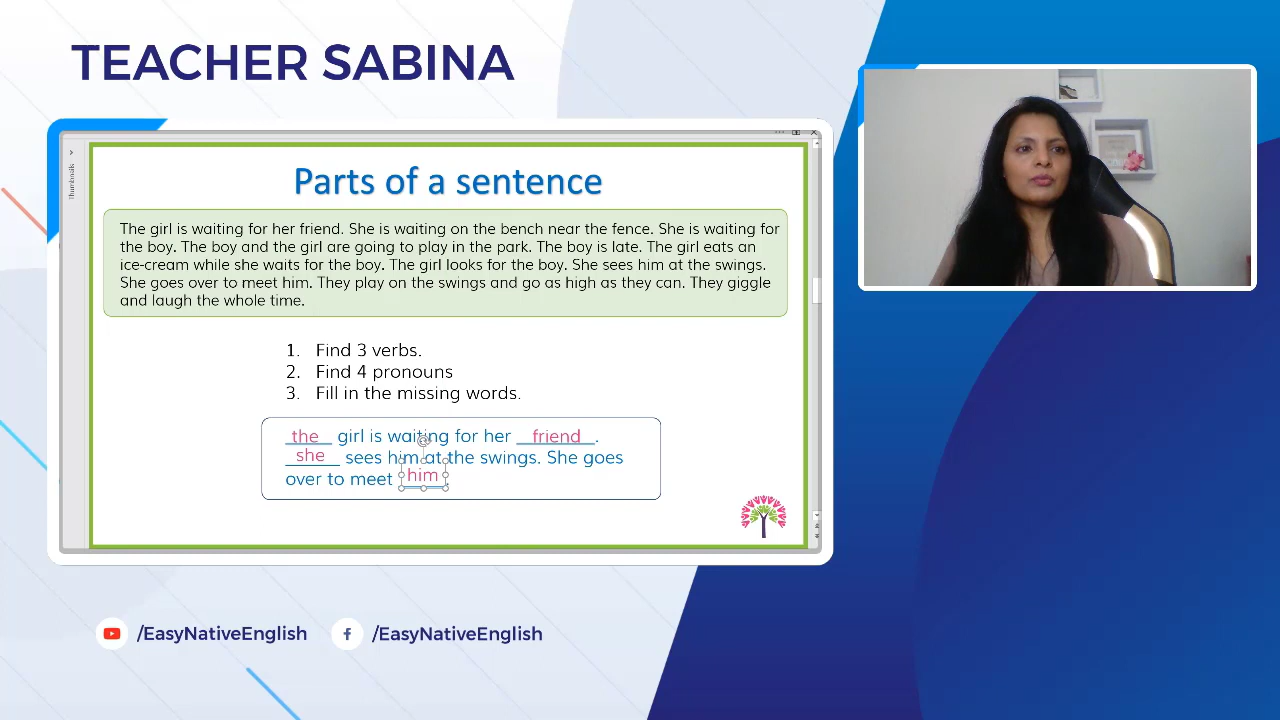 TEACHER SABINA
Thumbnails
Parts of a sentence
The girl is waiting for her friend. She is waiting on the bench near the fence. She is waiting for
the boy. The boy and the girl are going to play in the park. The boy is late. The girl eats an
ice-cream while she waits for the boy. The girl looks for the boy. She sees him at the swings.
She goes over to meet him. They play on the swings and go as high as they can. They giggle
and laugh the whole time.
1. Find 3 verbs.
2. Find 4 pronouns
3. Fill in the missing words.
the girl is waiting for her friend.
she sees him at the swings. She goes
over to meet him
/EasyNativeEnglish /EasyNativeEnglish